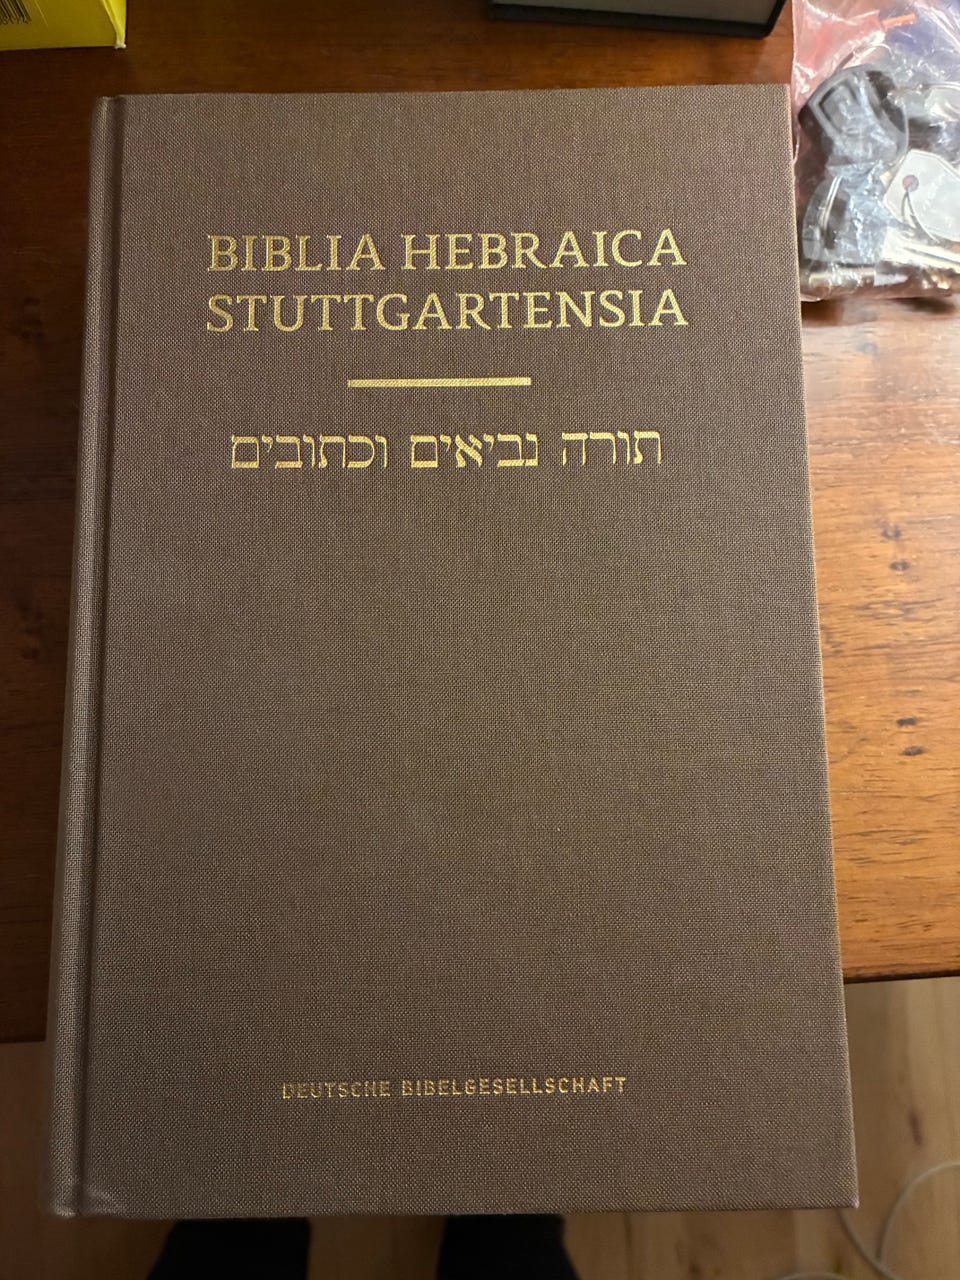 BIBLIA HEBRAICA
STUTTGARTENSIA
תורה נביאים וכתובים
DEUTSCHE BIBELGESELLSCHAFT